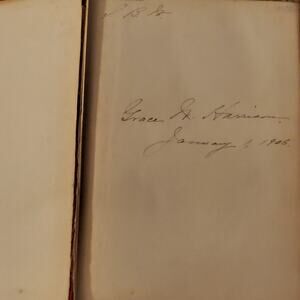 Grace H. Harrison.
January 1, 1906.